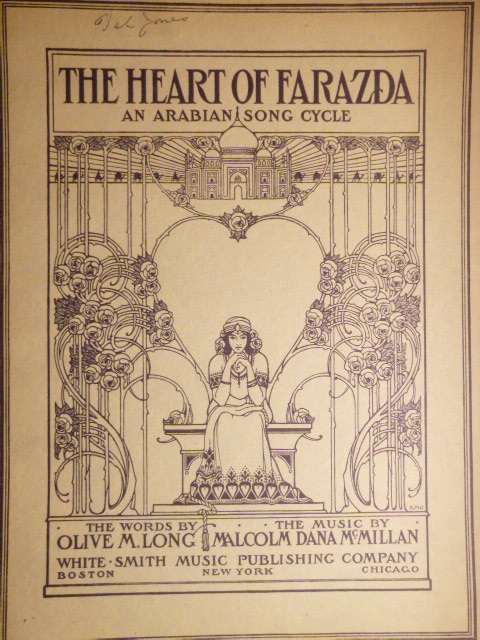 Jones
THE HEART OF FARAZDA
AN ARABIAN SONG CYCLE
THE WORDS BY · THE MUSIC BY
OLIVE M. LONG MALCOLM DANA McMILLAN
WHITE-SMITH MUSIC PUBLISHING COMPANY
BOSTON NEW YORK CHICAGO